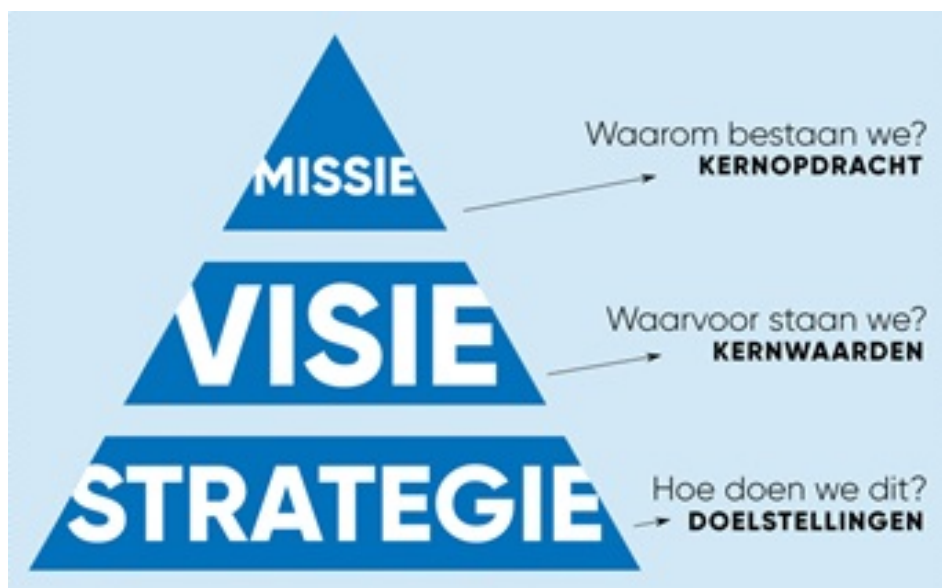 MISSIE
Waarom bestaan we?
KERNOPDRACHT
VISIE
Waarvoor staan we?
KERNWAARDEN
STRATEGIE
Hoe doen we dit?
DOELSTELLINGEN